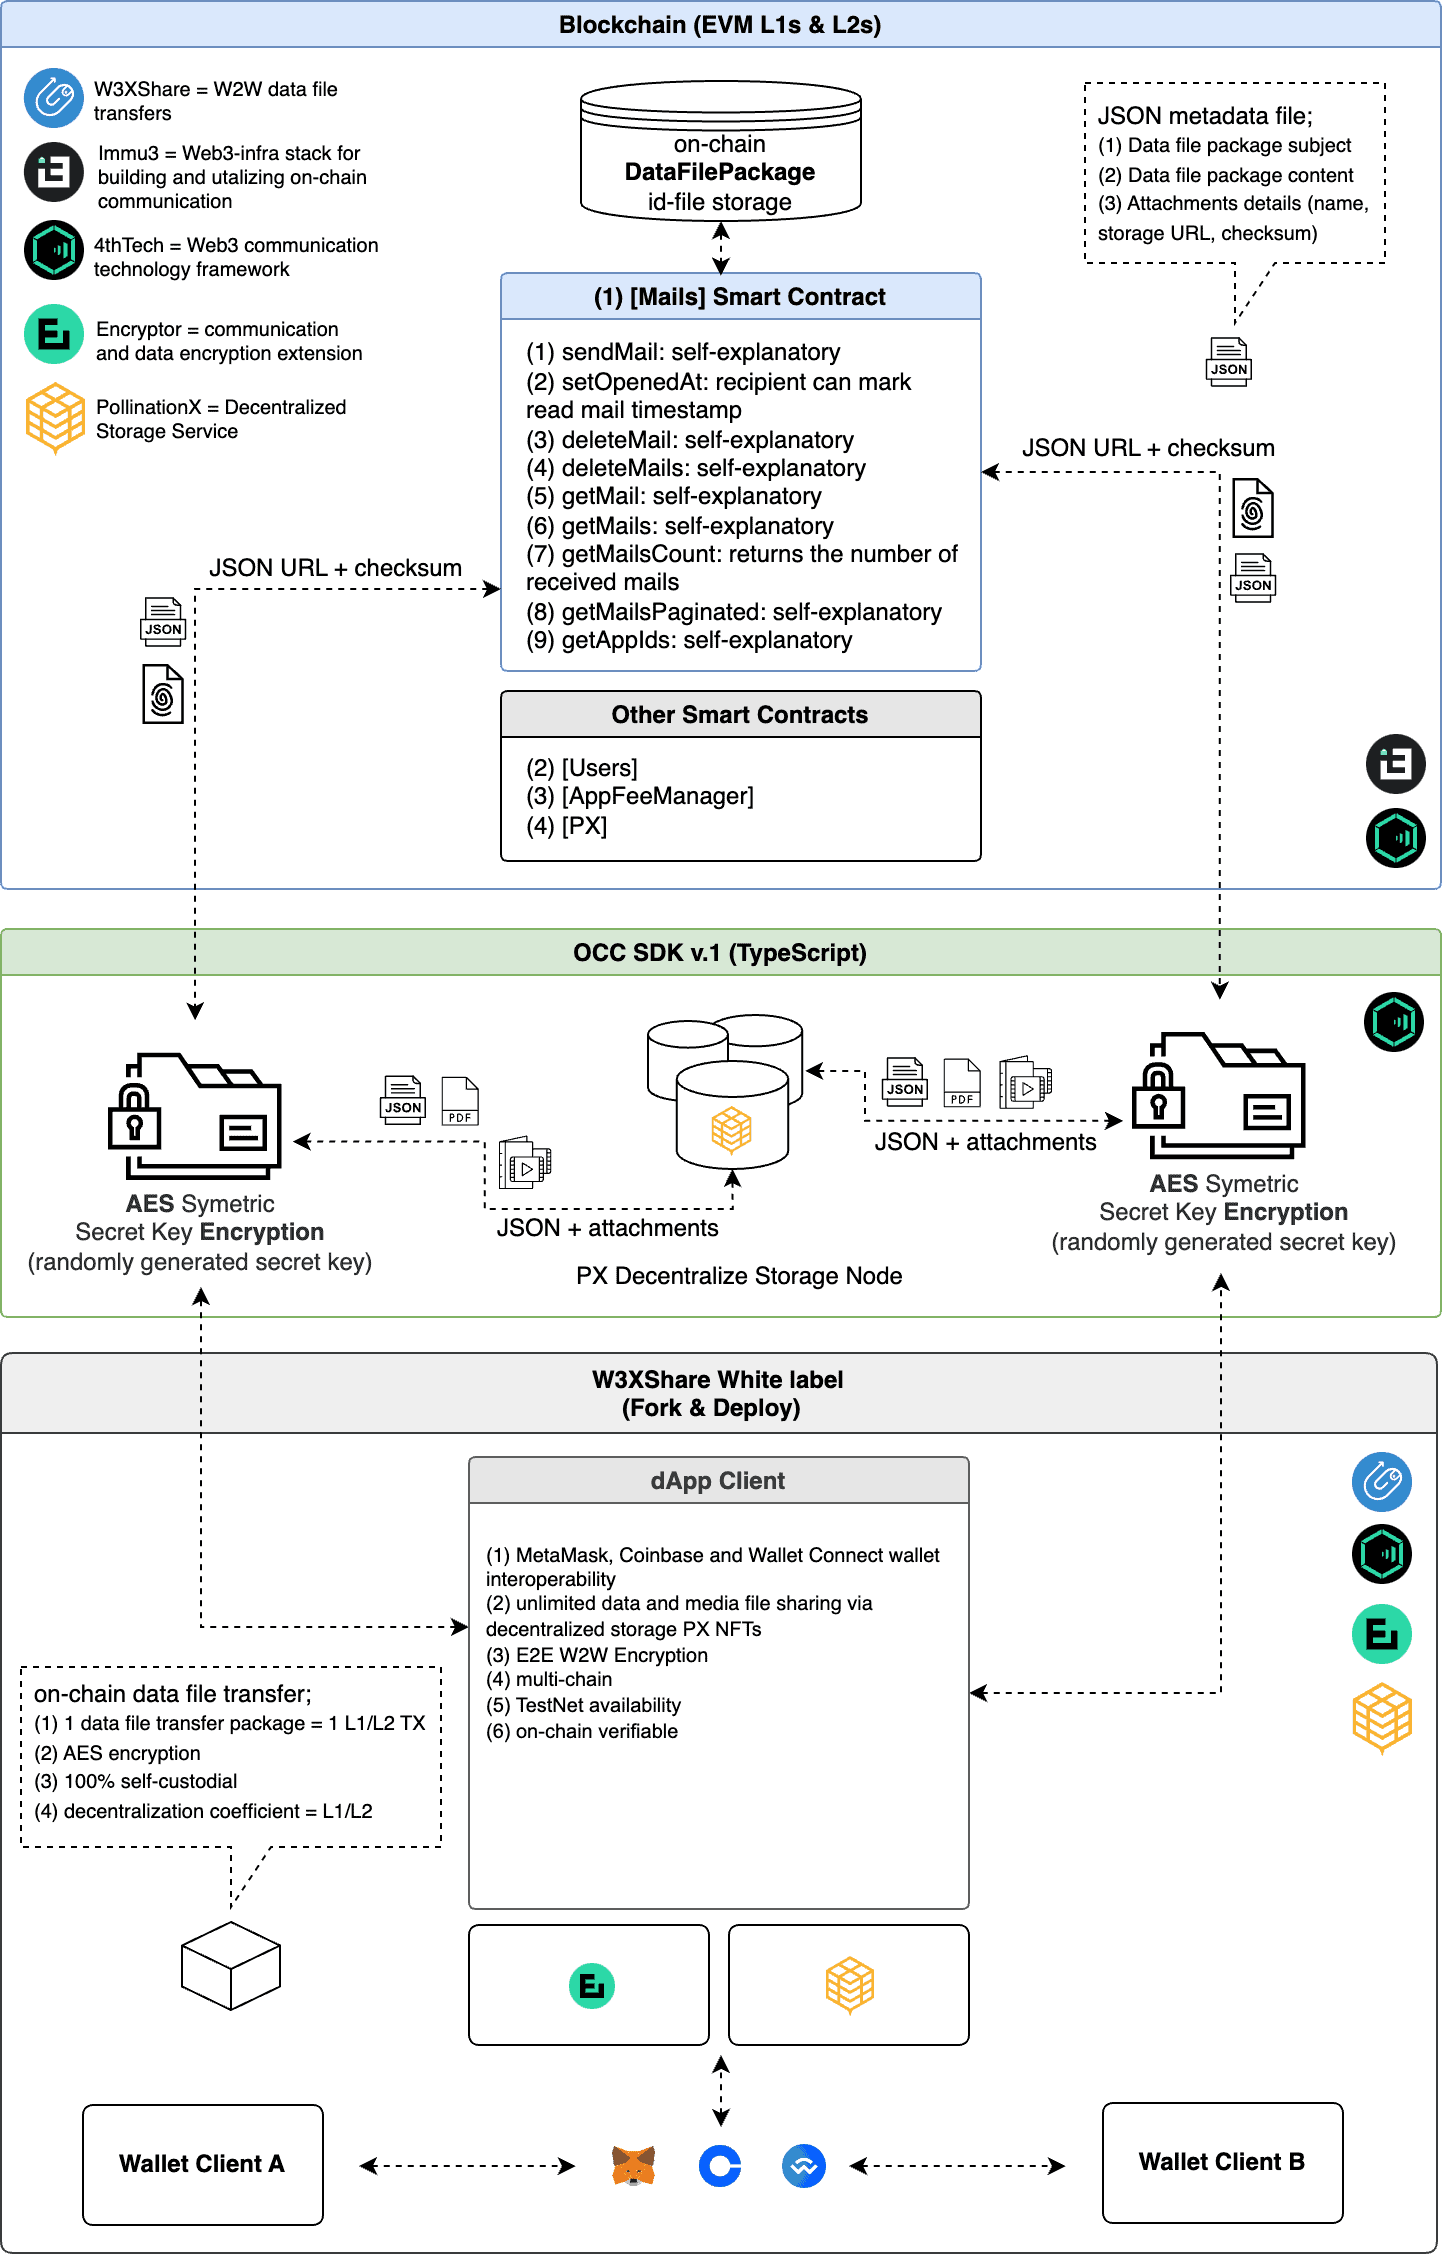 Blockchain (EVM L1s & L2s)
W3XShare = W2W data file
transfers
Immu3 = Web3-infra stack for
building and utalizing on-chain
communication
4thTech = Web3 communication
technology framework
Encryptor = communication
and data encryption extension
PollinationX = Decentralized
Storage Service
on-chain
DataFilePackage
id-file storage
JSON metadata file;
(1) Data file package subject
(2) Data file package content
(3) Attachments details (name,
storage URL, checksum)
JSON
(1) [Mails] Smart Contract
(1) sendMail: self-explanatory
(2) setOpenedAt: recipient can mark
read mail timestamp
(3) deleteMail: self-explanatory
(4) deleteMails: self-explanatory
(5) getMail: self-explanatory
(6) getMails: self-explanatory
(7) getMailsCount: returns the number of
received mails
(8) getMailsPaginated: self-explanatory
(9) getAppIds: self-explanatory
JSON URL + checksum
JSON
JSON URL + checksum
JSON
Other Smart Contracts
(2) [Users]
(3) [AppFeeManager]
(4) [PX]
OCC SDK v.1 (TypeScript)
JSON
PDF
JSON + attachments
JSON
PDF
JSON + attachments
AES Symetric
Secret Key Encryption
(randomly generated secret key)
AES Symetric
Secret Key Encryption
(randomly generated secret key)
PX Decentralize Storage Node
W3XShare White label
(Fork & Deploy)
dApp Client
(1) MetaMask, Coinbase and Wallet Connect wallet
interoperability
(2) unlimited data and media file sharing via
decentralized storage PX NFTs
(3) E2E W2W Encryption
(4) multi-chain
(5) TestNet availability
(6) on-chain verifiable
on-chain data file transfer;
(1) 1 data file transfer package = 1 L1/L2 TX
(2) AES encryption
(3) 100% self-custodial
(4) decentralization coefficient = L1/L2
Wallet Client A
Wallet Client B